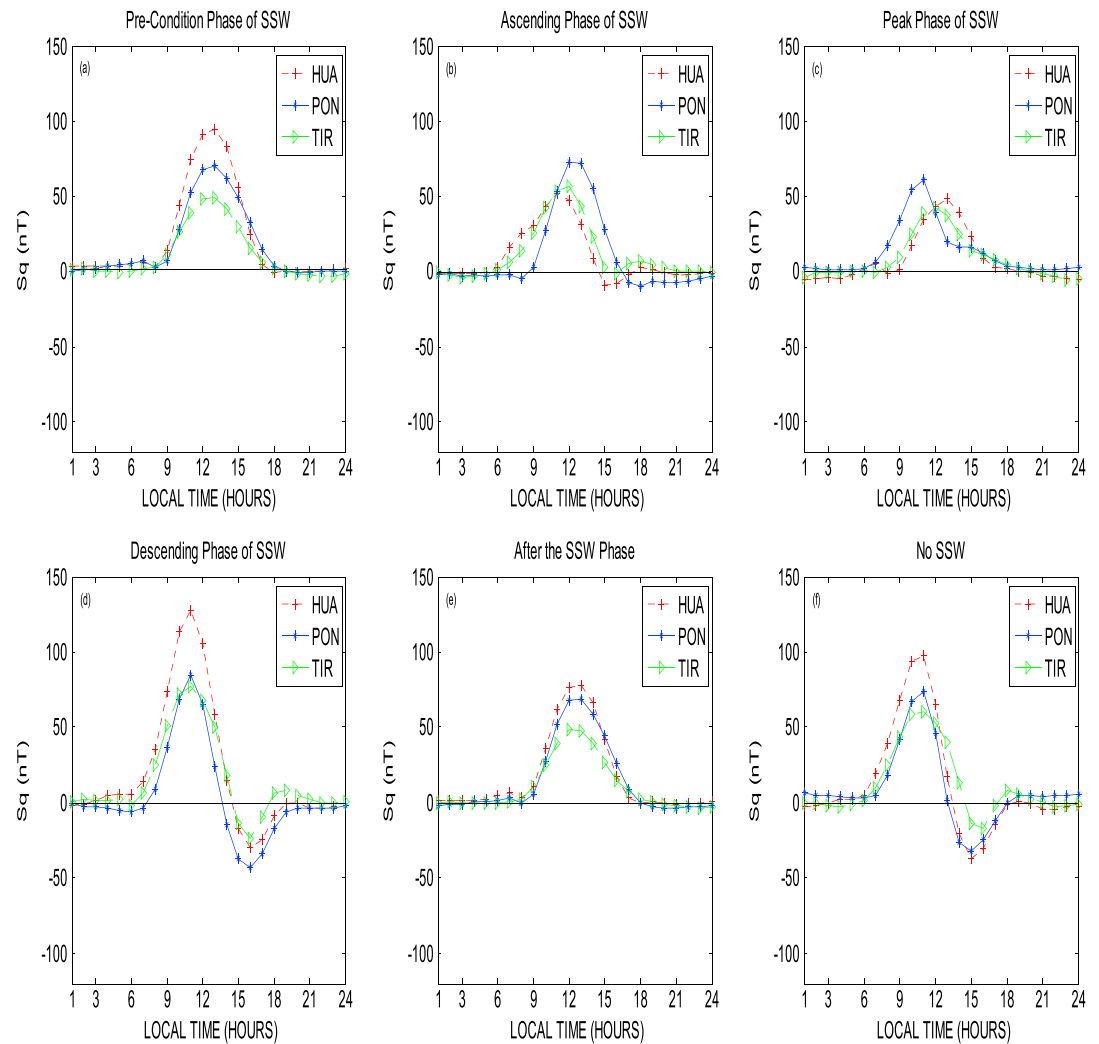 Pre-Condition Phase of SSW
150
100
50
0
-50
-100
Sq (nT)
(a)
HUA
PON
TIR
1 3 6 9 12 15 18 21 24
LOCAL TIME (HOURS)
Ascending Phase of SSW
150
100
50
0
-50
-100
Sq (nT)
(b)
HUA
PON
TIR
1 3 6 9 12 15 18 21 24
LOCAL TIME (HOURS)
Peak Phase of SSW
150
100
50
0
-50
-100
Sq (nT)
(c)
HUA
PON
TIR
1 3 6 9 12 15 18 21 24
LOCAL TIME (HOURS)
Descending Phase of SSW
150
100
50
0
-50
-100
Sq (nT)
(d)
HUA
PON
TIR
1 3 6 9 12 15 18 21 24
LOCAL TIME (HOURS)
After the SSW Phase
150
100
50
0
-50
-100
Sq (nT)
(e)
HUA
PON
TIR
1 3 6 9 12 15 18 21 24
LOCAL TIME (HOURS)
No SSW
150
100
50
0
-50
-100
Sq (nT)
(f)
HUA
PON
TIR
1 3 6 9 12 15 18 21 24
LOCAL TIME (HOURS)